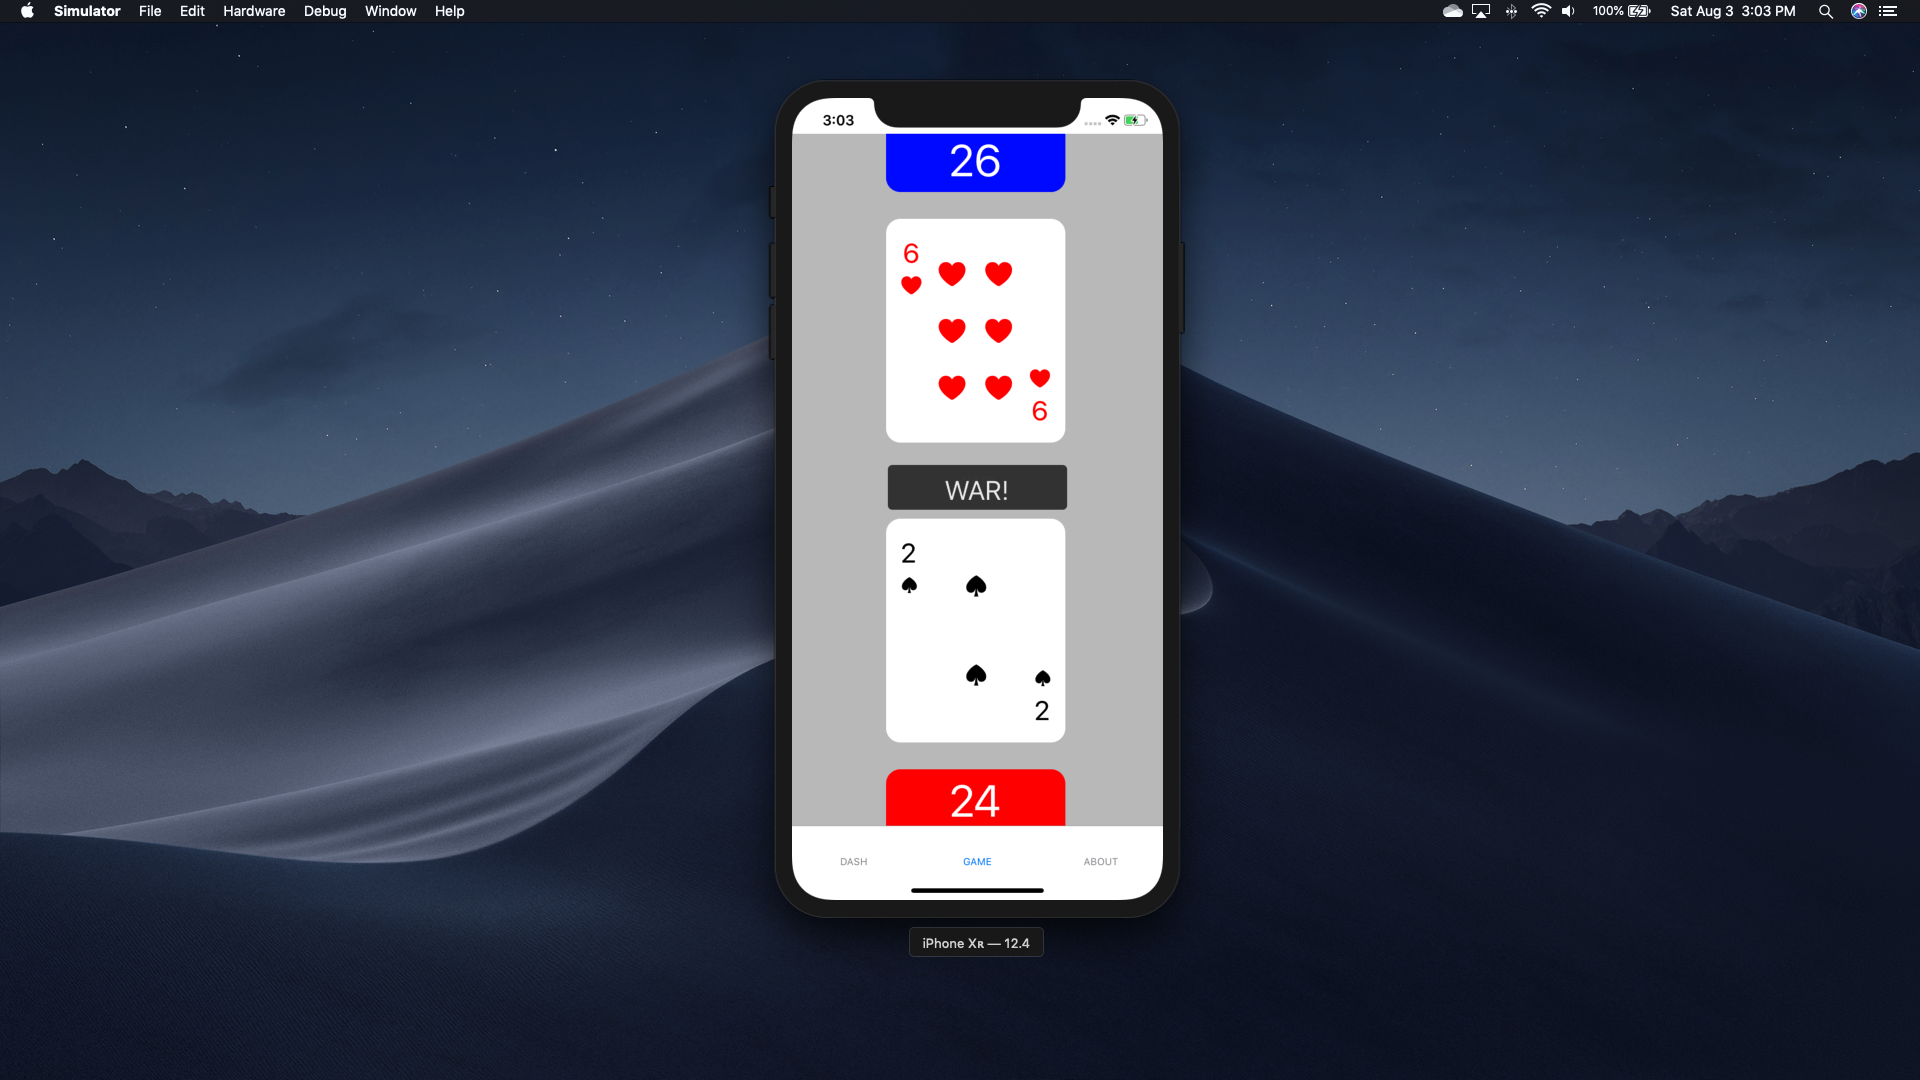 Simulator File Edit Hardware Debug Window Help 100% Sat Aug 3 3:03 PM
3:03
26
6
6
WAR!
2
2
24
DASH GAME ABOUT
iPhone Xʀ — 12.4